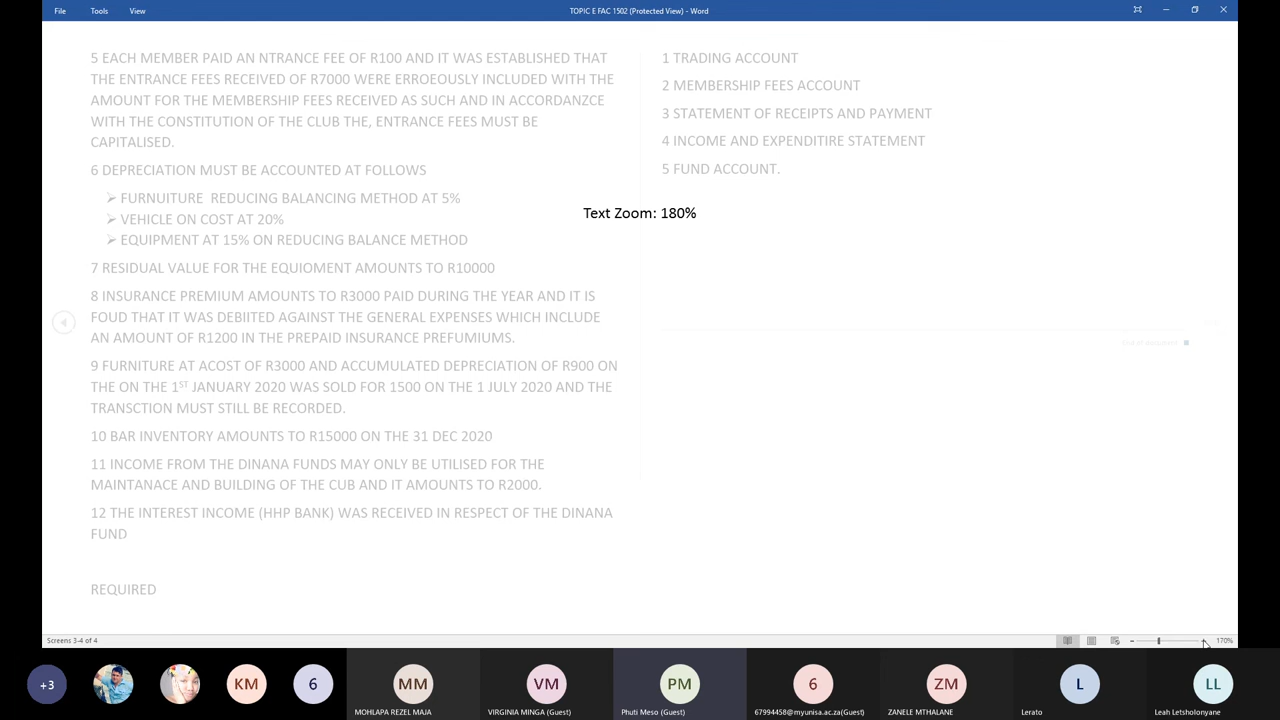 File Tools View TOPIC E FAC 1502 (Protected View) - Word
5 EACH MEMBER PAID AN NTRANCE FEE OF R100 AND IT WAS ESTABLISHED THAT
THE ENTRANCE FEES RECEIVED OF R7000 WERE ERROEOUSLY INCLUDED WITH THE
AMOUNT FOR THE MEMBERSHIP FEES RECEIVED AS SUCH AND IN ACCORDANZCE
WITH THE CONSTITUTION OF THE CLUB THE, ENTRANCE FEES MUST BE
CAPITALISED.
6 DEPRECIATION MUST BE ACCOUNTED AT FOLLOWS
➢ FURNUITURE REDUCING BALANCING METHOD AT 5%
➢ VEHICLE ON COST AT 20%
➢ EQUIPMENT AT 15% ON REDUCING BALANCE METHOD
7 RESIDUAL VALUE FOR THE EQUIOMENT AMOUNTS TO R10000
8 INSURANCE PREMIUM AMOUNTS TO R3000 PAID DURING THE YEAR AND IT IS
FOUD THAT IT WAS DEBIITED AGAINST THE GENERAL EXPENSES WHICH INCLUDE
AN AMOUNT OF R1200 IN THE PREPAID INSURANCE PREFUMIUMS.
9 FURNITURE AT ACOST OF R3000 AND ACCUMULATED DEPRECIATION OF R900 ON
THE ON THE 1ST JANUARY 2020 WAS SOLD FOR 1500 ON THE 1 JULY 2020 AND THE
TRANSCTION MUST STILL BE RECORDED.
10 BAR INVENTORY AMOUNTS TO R15000 ON THE 31 DEC 2020
11 INCOME FROM THE DINANA FUNDS MAY ONLY BE UTILISED FOR THE
MAINTANACE AND BUILDING OF THE CUB AND IT AMOUNTS TO R2000.
12 THE INTEREST INCOME (HHP BANK) WAS RECEIVED IN RESPECT OF THE DINANA
FUND
REQUIRED
1 TRADING ACCOUNT
2 MEMBERSHIP FEES ACCOUNT
3 STATEMENT OF RECEIPTS AND PAYMENT
4 INCOME AND EXPENDITIRE STATEMENT
5 FUND ACCOUNT.
Text Zoom: 180%
End of document
Screens 3-4 of 4 170%
+3 KM 6 MM VM PM 6 ZM L LL
MOHLAPA REZEL MAJA VIRGINIA MINGA (Guest) Phuti Meso (Guest) 67994458@myunisa.ac.za(Guest) ZANELE MTHALANE Lerato Leah Letsholonyane